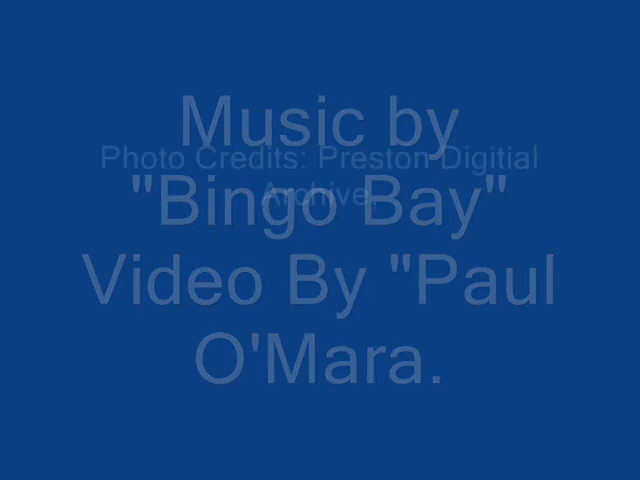 Music by
Photo Credits: Preston Digitial
Archive,
"Bingo Bay"
Video By "Paul
O'Mara.